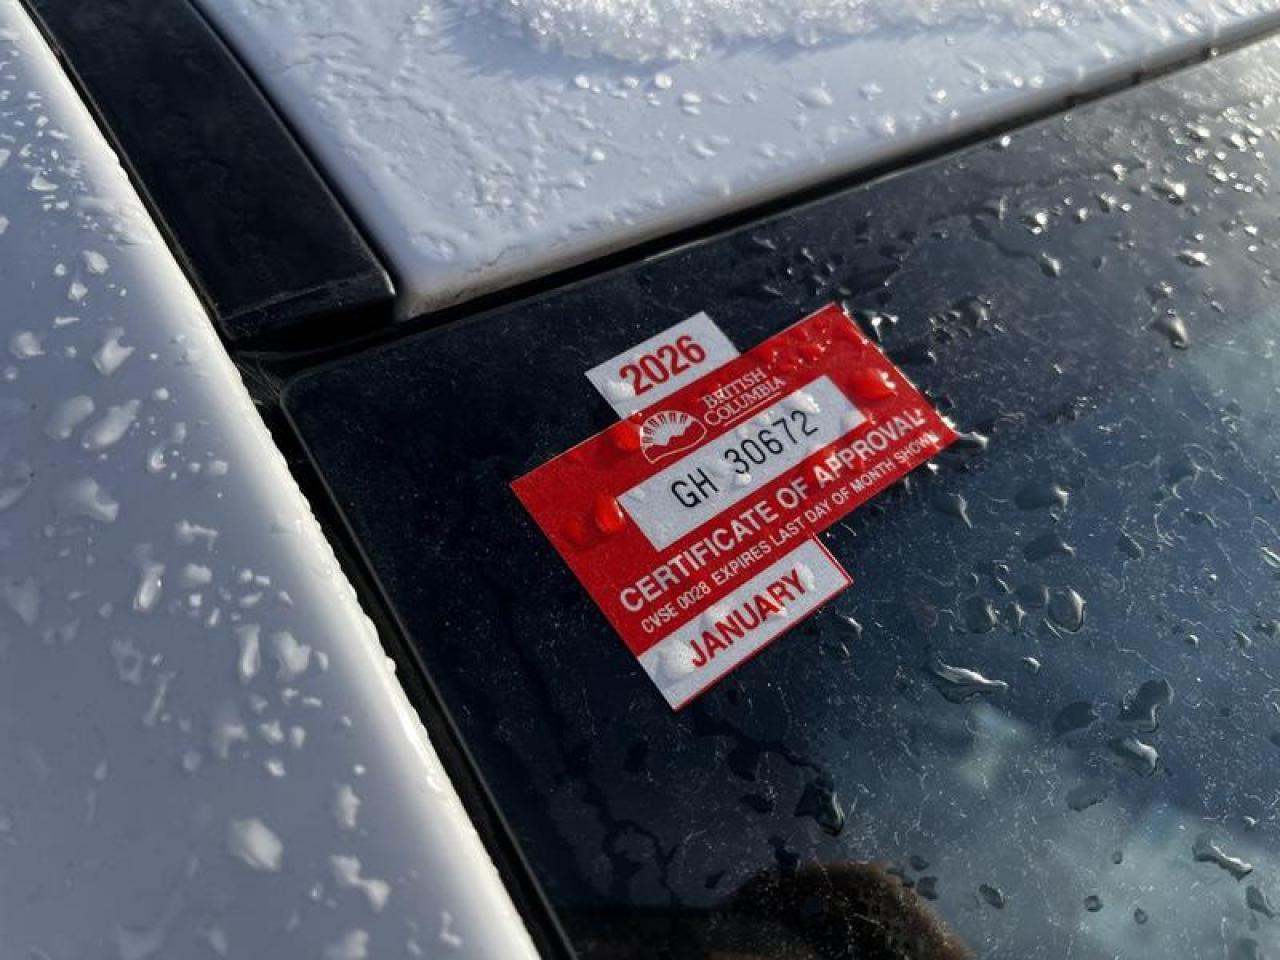 2026
BRITISH
COLUMBIA
GH 30672
CERTIFICATE OF APPROVAL
CVSE 0028 EXPIRES LAST DAY OF MONTH SHOWN
JANUARY